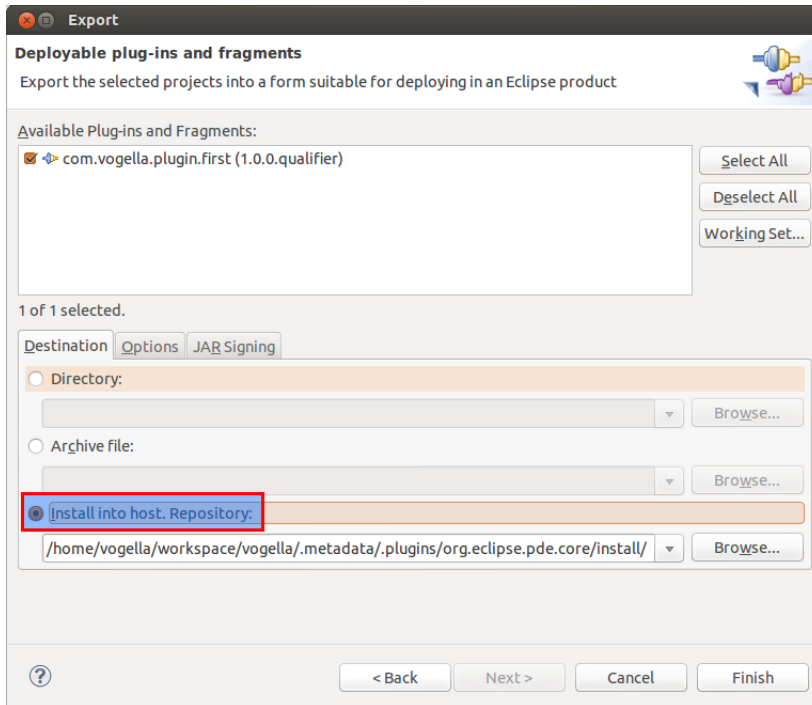 Export
Deployable plug-ins and fragments
Export the selected projects into a form suitable for deploying in an Eclipse product
Available Plug-ins and Fragments:
com.vogella.plugin.first (1.0.0.qualifier)
Select All
Deselect All
Working Set...
1 of 1 selected.
Destination Options JAR Signing
Directory:
Browse...
Archive file:
Browse...
Install into host. Repository:
/home/vogella/workspace/vogella/.metadata/.plugins/org.eclipse.pde.core/install/ Browse...
? < Back Next > Cancel Finish